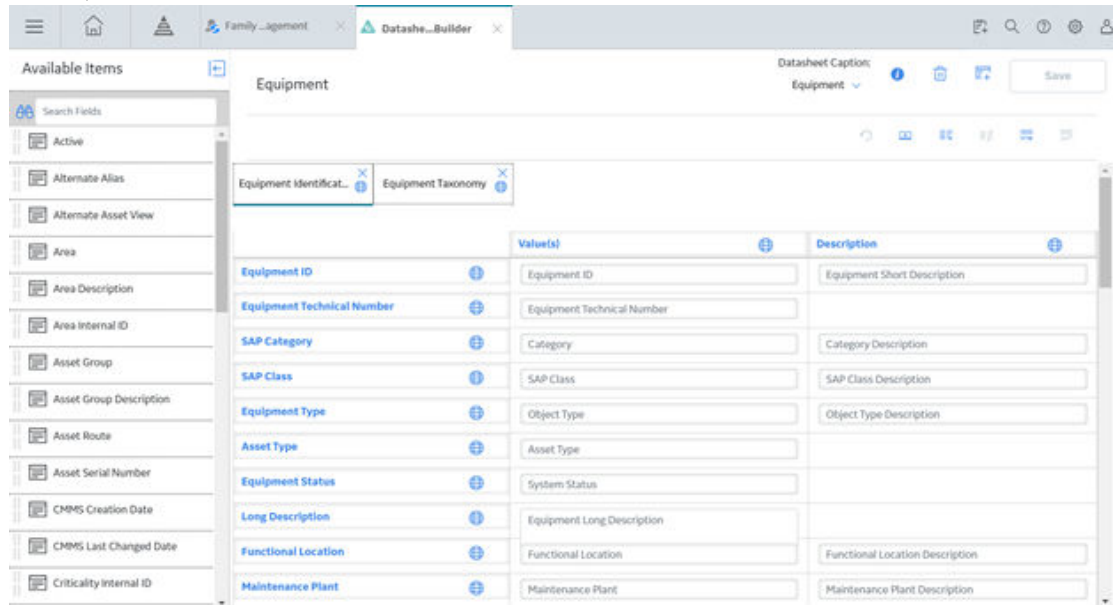 Family ...agement
Datashe...Builder
Available Items
Search Fields
Active
Alternate Alias
Alternate Asset View
Area
Area Description
Area Internal ID
Asset Group
Asset Group Description
Asset Route
Asset Serial Number
CMMS Creation Date
CMMS Last Changed Date
Criticality Internal ID
Equipment
Datasheet Caption:
Equipment
Save
Equipment Identificat...
Equipment Taxonomy
Value(s) Description
Equipment ID Equipment ID Equipment Short Description
Equipment Technical Number Equipment Technical Number
SAP Category Category Category Description
SAP Class SAP Class SAP Class Description
Equipment Type Object Type Object Type Description
Asset Type Asset Type
Equipment Status System Status
Long Description Equipment Long Description
Functional Location Functional Location Functional Location Description
Maintenance Plant Maintenance Plant Maintenance Plant Description